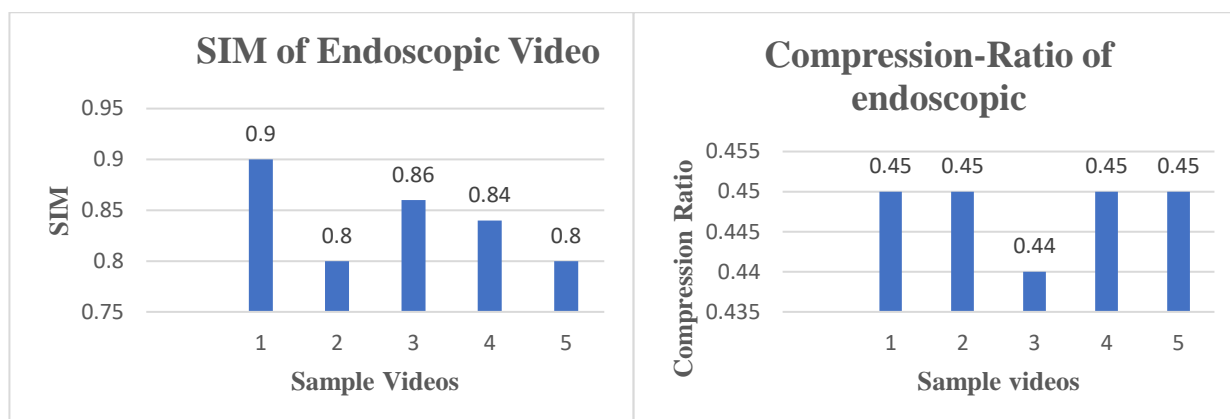 SIM of Endoscopic Video
0.95
0.9
0.85
0.8
0.75
SIM
0.9
0.8
0.86
0.84
0.8
1 2 3 4 5
Sample Videos
Compression-Ratio of
endoscopic
0.455
0.45
0.445
0.44
0.435
Compression Ratio
0.45
0.45
0.44
0.45
0.45
1 2 3 4 5
Sample videos